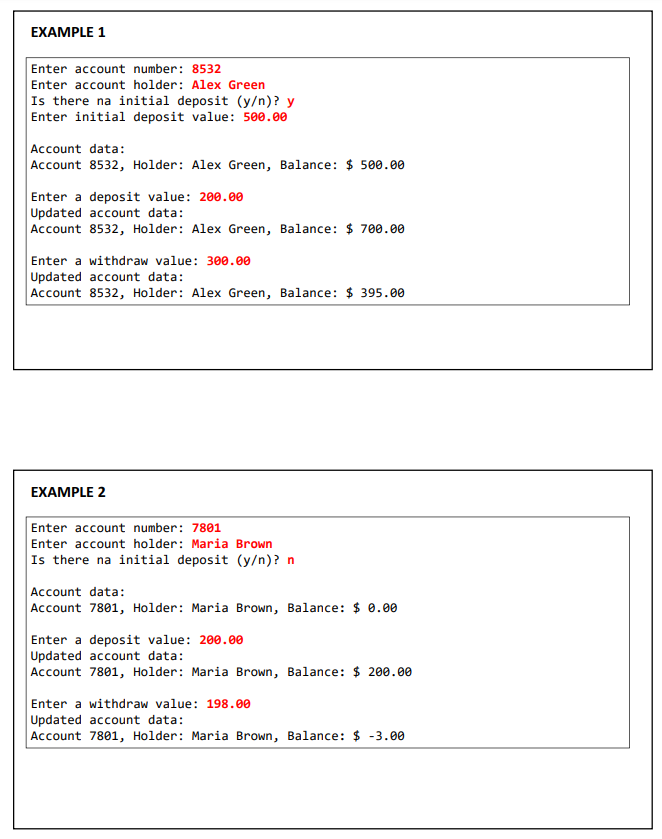 EXAMPLE 1
Enter account number: 8532
Enter account holder: Alex Green
Is there na initial deposit (y/n)? y
Enter initial deposit value: 500.00
Account data:
Account 8532, Holder: Alex Green, Balance: $ 500.00
Enter a deposit value: 200.00
Updated account data:
Account 8532, Holder: Alex Green, Balance: $ 700.00
Enter a withdraw value: 300.00
Updated account data:
Account 8532, Holder: Alex Green, Balance: $ 395.00
EXAMPLE 2
Enter account number: 7801
Enter account holder: Maria Brown
Is there na initial deposit (y/n)? n
Account data:
Account 7801, Holder: Maria Brown, Balance: $ 0.00
Enter a deposit value: 200.00
Updated account data:
Account 7801, Holder: Maria Brown, Balance: $ 200.00
Enter a withdraw value: 198.00
Updated account data:
Account 7801, Holder: Maria Brown, Balance: $ -3.00